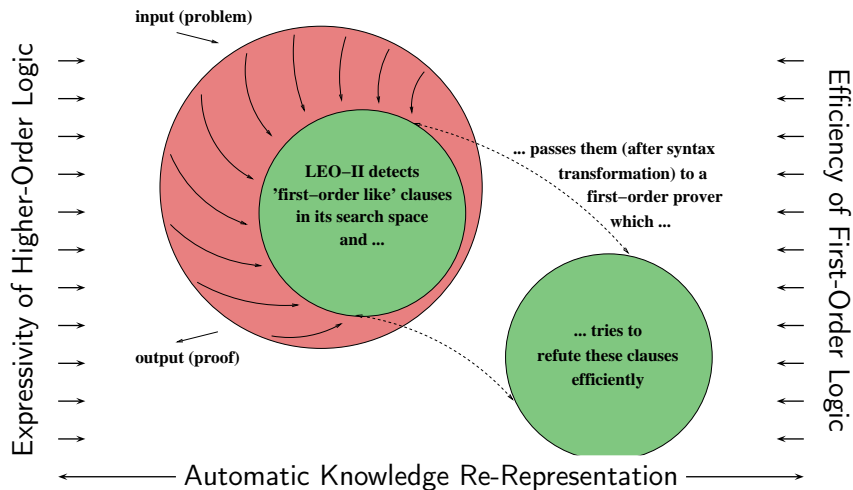 input (problem)
LEO−II detects
’first−order like’ clauses
in its search space
and ...
... passes them (after syntax
transformation) to a
first−order prover
which ...
... tries to
refute these clauses
efficiently
output (proof)
Expressivity of Higher-Order Logic
Efficiency of First-Order Logic
Automatic Knowledge Re-Representation